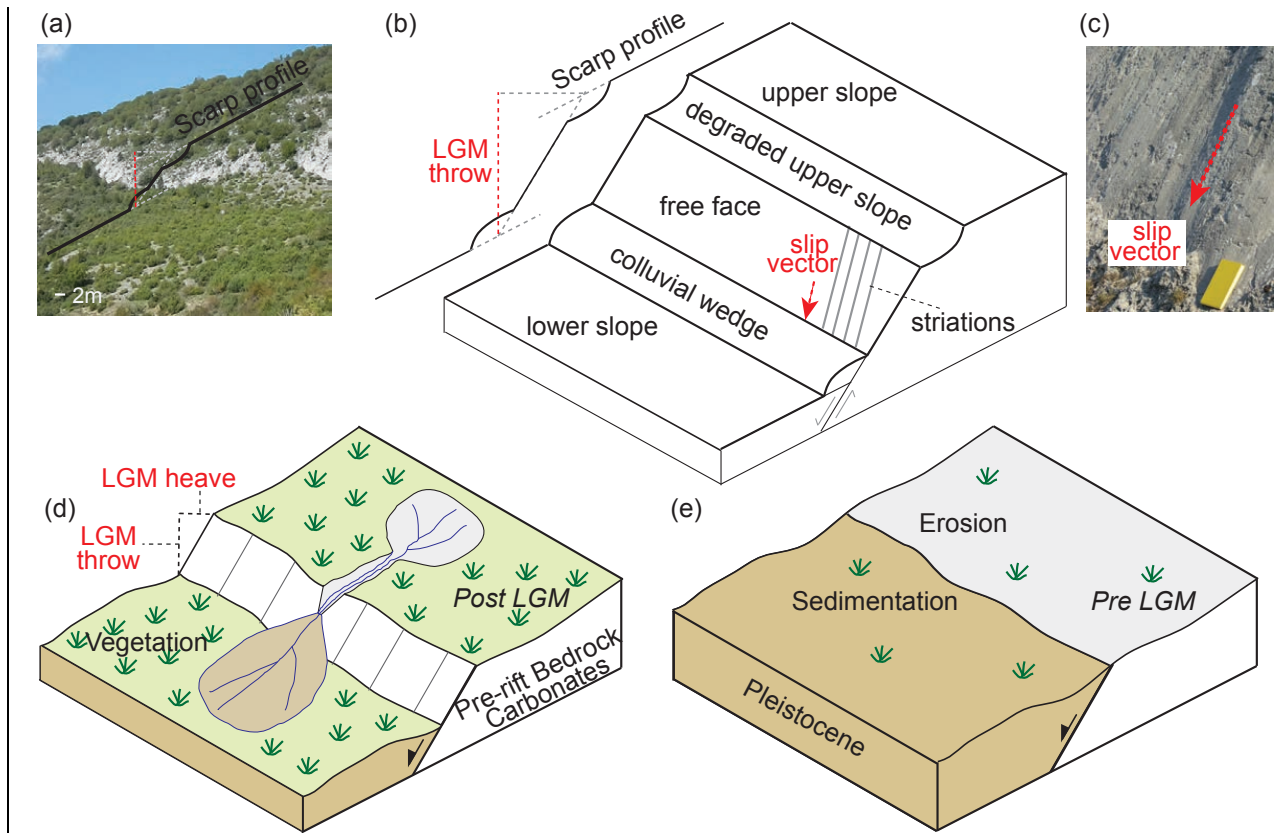 (a)
Scarp profile
2m
(b)
Scarp profile
LGM
throw
upper slope
degraded upper slope
free face
slip
vector
colluvial wedge
striations
lower slope
(c)
slip
vector
(d)
LGM heave
LGM
throw
Post LGM
Vegetation
Pre-rift Bedrock
Carbonates
(e)
Erosion
Sedimentation
Pre LGM
Pleistocene